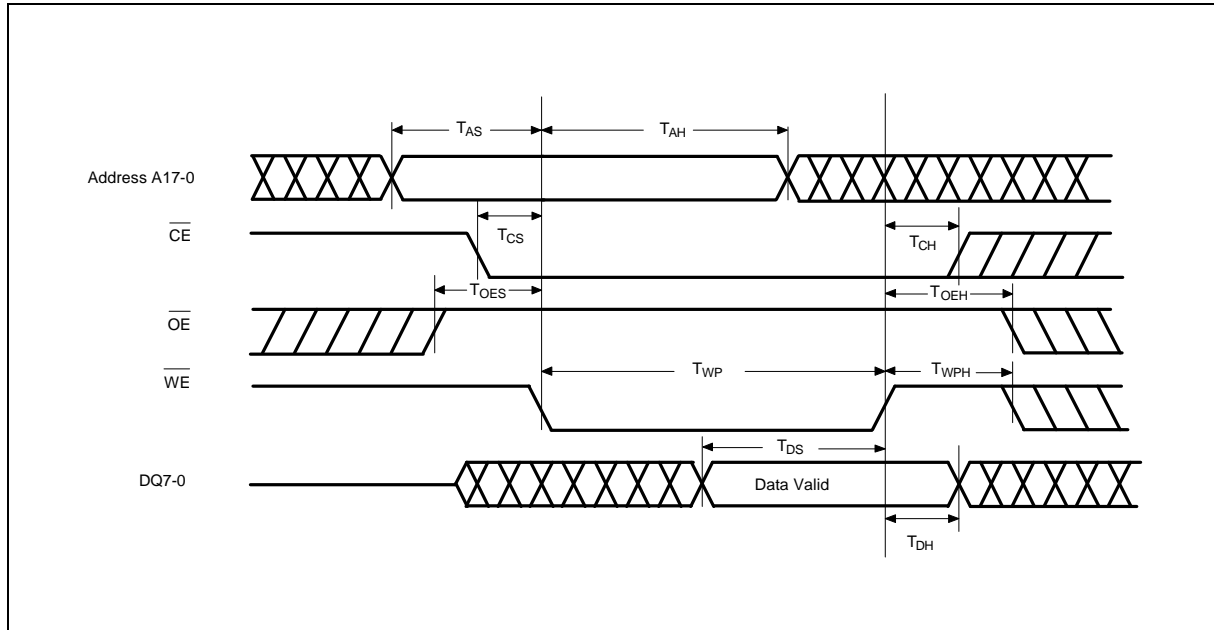 TAS
TAH
Address A17-0
TCS
CE
TCH
TOES
TOEH
OE
TWP
TWPH
WE
TDS
DQ7-0
Data Valid
TDH